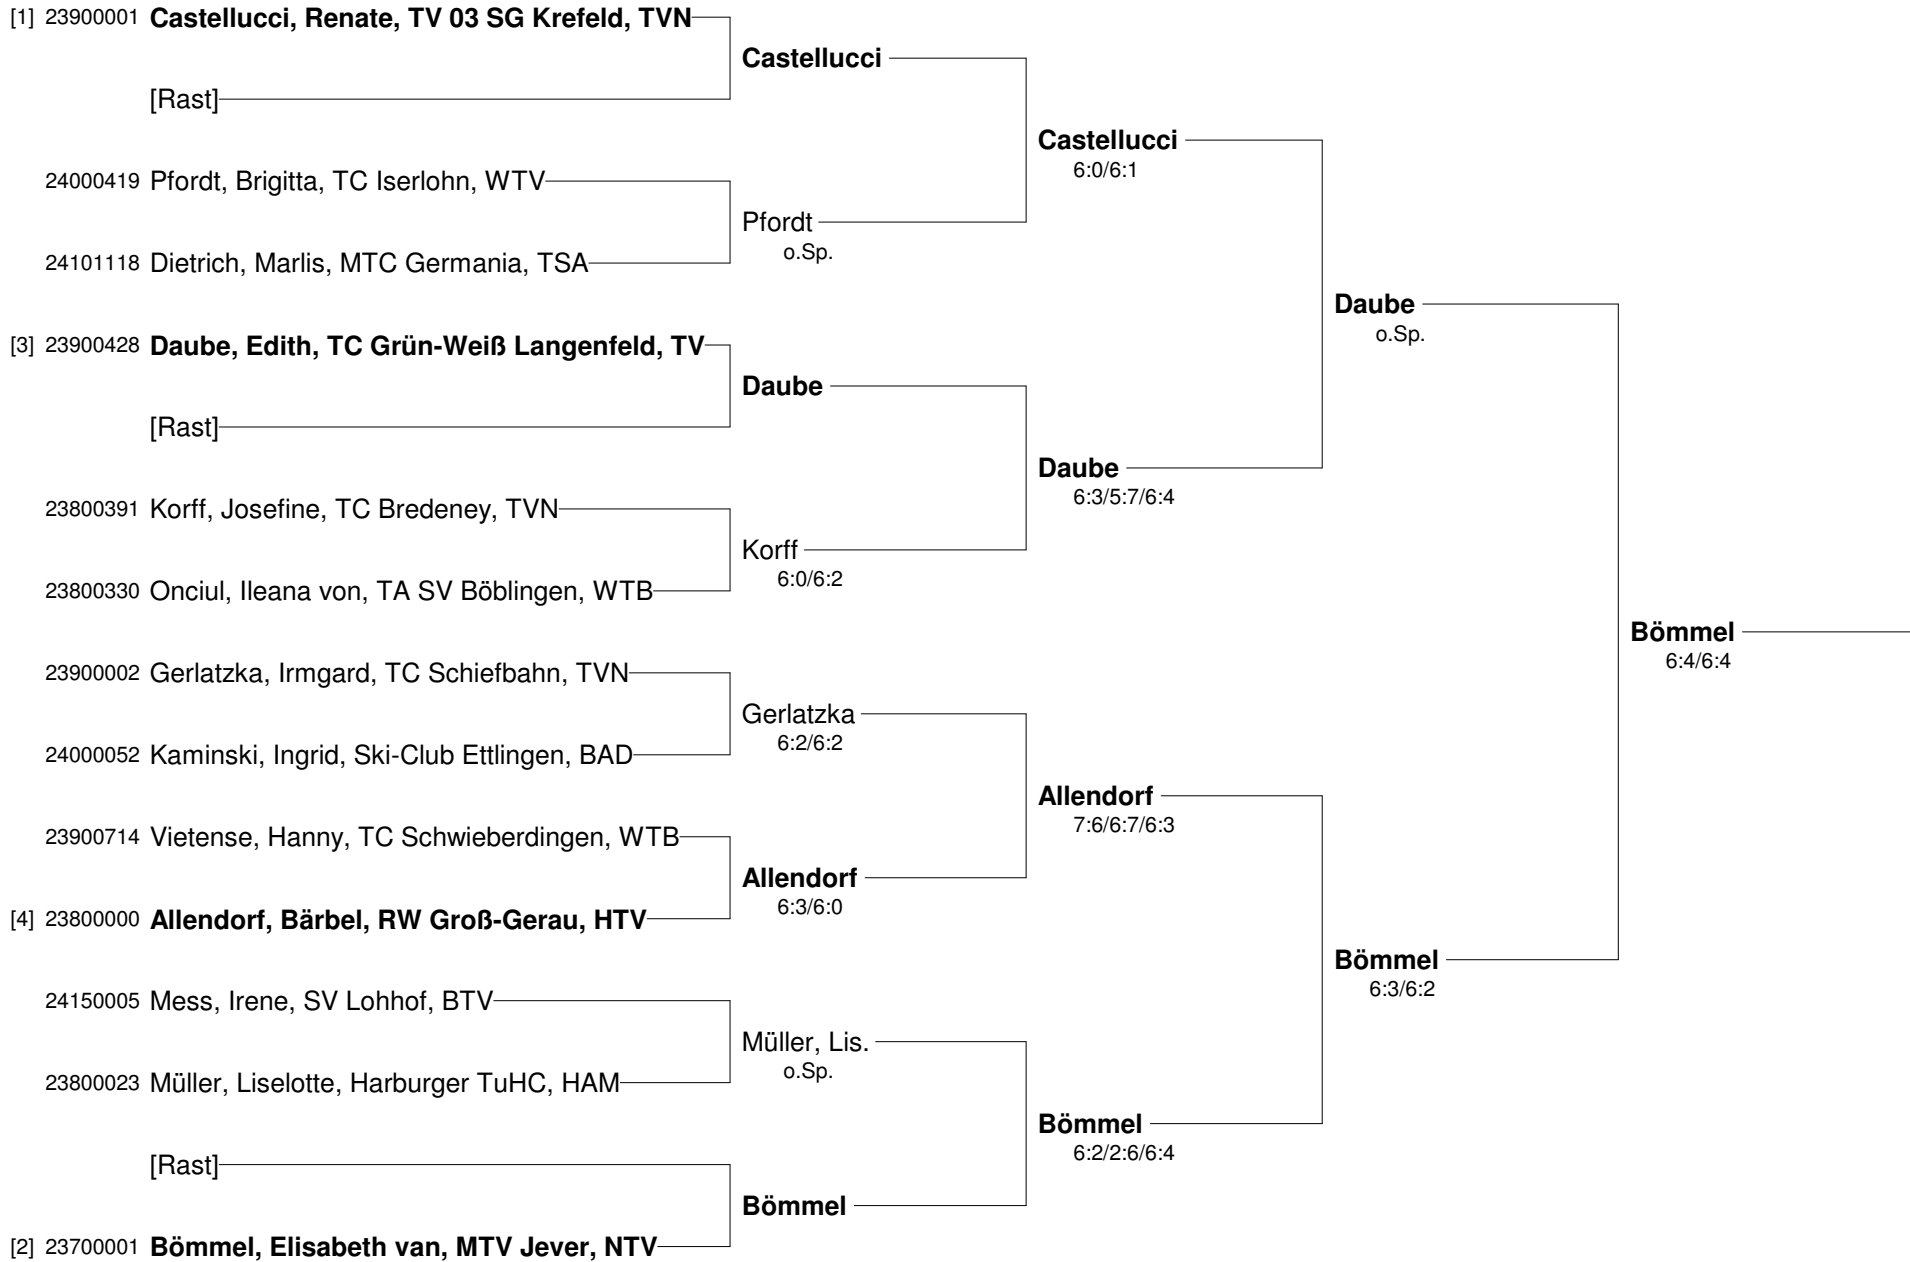 [1] 23900001 Castellucci, Renate, TV 03 SG Krefeld, TVN
Castellucci
[Rast]
Castellucci
6:0/6:1
24000419 Pfordt, Brigitta, TC Iserlohn, WTV
Pfordt
o.Sp.
24101118 Dietrich, Marlis, MTC Germania, TSA
Daube
o.Sp.
[3] 23900428 Daube, Edith, TC Grün-Weiß Langenfeld, TV
Daube
[Rast]
Daube
6:3/5:7/6:4
23800391 Korff, Josefine, TC Bredeney, TVN
Korff
6:0/6:2
23800330 Onciul, Ileana von, TA SV Böblingen, WTB
Bömmel
6:4/6:4
23900002 Gerlatzka, Irmgard, TC Schiefbahn, TVN
Gerlatzka
6:2/6:2
24000052 Kaminski, Ingrid, Ski-Club Ettlingen, BAD
Allendorf
7:6/6:7/6:3
23900714 Vietense, Hanny, TC Schwieberdingen, WTB
Allendorf
6:3/6:0
[4] 23800000 Allendorf, Bärbel, RW Groß-Gerau, HTV
Bömmel
6:3/6:2
24150005 Mess, Irene, SV Lohhof, BTV
Müller, Lis.
o.Sp.
23800023 Müller, Liselotte, Harburger TuHC, HAM
Bömmel
6:2/2:6/6:4
[Rast]
Bömmel
[2] 23700001 Bömmel, Elisabeth van, MTV Jever, NTV